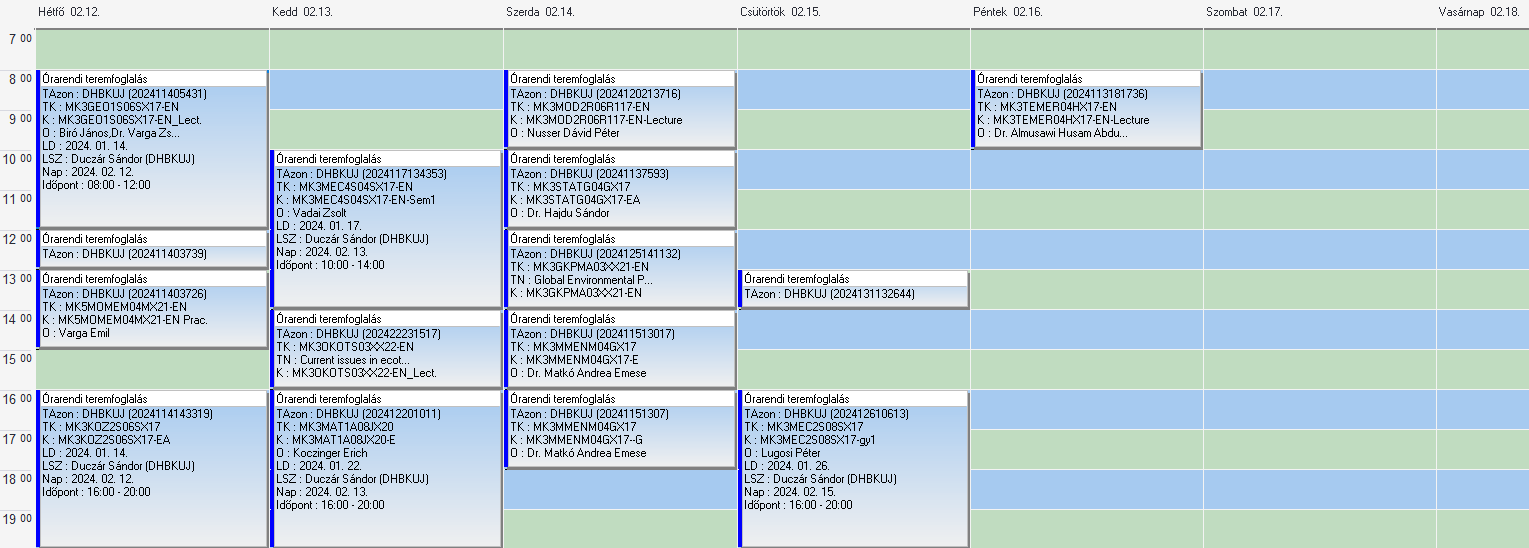 Hétfő 02.12.
Kedd 02.13.
Szerda 02.14.
Csütörtök 02.15.
Péntek 02.16.
Szombat 02.17.
Vasárnap 02.18.
7 00
8 00
9 00
10 00
11 00
12 00
13 00
14 00
15 00
16 00
17 00
18 00
19 00
Órarendi teremfoglalás
TAzon : DHBKUJ (202411405431)
TK : MK3GEO1S06SX17-EN
K : MK3GEO1S06SX17-EN_Lect.
O : Biró János,Dr. Varga Zs...
LD : 2024. 01. 14.
LSZ : Duczár Sándor (DHBKUJ)
Nap : 2024. 02. 12.
Időpont : 08:00 - 12:00
Órarendi teremfoglalás
TAzon : DHBKUJ (202411403739)
Órarendi teremfoglalás
TAzon : DHBKUJ (202411403726)
TK : MK5MOMEM04MX21-EN
K : MK5MOMEM04MX21-EN Prac.
O : Varga Emil
Órarendi teremfoglalás
TAzon : DHBKUJ (2024114143319)
TK : MK3KOZ2S06SX17
K : MK3KOZ2S06SX17-EA
LD : 2024. 01. 14.
LSZ : Duczár Sándor (DHBKUJ)
Nap : 2024. 02. 12.
Időpont : 16:00 - 20:00
Órarendi teremfoglalás
TAzon : DHBKUJ (2024117134353)
TK : MK3MEC4S04SX17-EN
K : MK3MEC4S04SX17-EN-Sem1
O : Vadai Zsolt
LD : 2024. 01. 17.
LSZ : Duczár Sándor (DHBKUJ)
Nap : 2024. 02. 13.
Időpont : 10:00 - 14:00
Órarendi teremfoglalás
TAzon : DHBKUJ (202422231517)
TK : MK3OKOTS03XX22-EN
TN : Current issues in ecot...
K : MK3OKOTS03XX22-EN_Lect.
Órarendi teremfoglalás
TAzon : DHBKUJ (202412201011)
TK : MK3MAT1A08JX20
K : MK3MAT1A08JX20-E
O : Koczinger Erich
LD : 2024. 01. 22.
LSZ : Duczár Sándor (DHBKUJ)
Nap : 2024. 02. 13.
Időpont : 16:00 - 20:00
Órarendi teremfoglalás
TAzon : DHBKUJ (2024120213716)
TK : MK3MOD2R06R117-EN
K : MK3MOD2R06R117-EN-Lecture
O : Nusser Dávid Péter
Órarendi teremfoglalás
TAzon : DHBKUJ (20241137593)
TK : MK3STATG04GX17
K : MK3STATG04GX17-EA
O : Dr. Hajdu Sándor
Órarendi teremfoglalás
TAzon : DHBKUJ (2024125141132)
TK : MK3GKPMA03XX21-EN
TN : Global Environmental P...
K : MK3GKPMA03XX21-EN
Órarendi teremfoglalás
TAzon : DHBKUJ (202411513017)
TK : MK3MMENM04GX17
K : MK3MMENM04GX17-E
O : Dr. Matkó Andrea Emese
Órarendi teremfoglalás
TAzon : DHBKUJ (20241151307)
TK : MK3MMENM04GX17
K : MK3MMENM04GX17--G
O : Dr. Matkó Andrea Emese
Órarendi teremfoglalás
TAzon : DHBKUJ (2024131132644)
Órarendi teremfoglalás
TAzon : DHBKUJ (202412610613)
TK : MK3MEC2S08SX17
K : MK3MEC2S08SX17-gy1
O : Lugosi Péter
LD : 2024. 01. 26.
LSZ : Duczár Sándor (DHBKUJ)
Nap : 2024. 02. 15.
Időpont : 16:00 - 20:00
Órarendi teremfoglalás
TAzon : DHBKUJ (2024113181736)
TK : MK3TEMER04HX17-EN
K : MK3TEMER04HX17-EN-Lecture
O : Dr. Almusawi Husam Abdu...